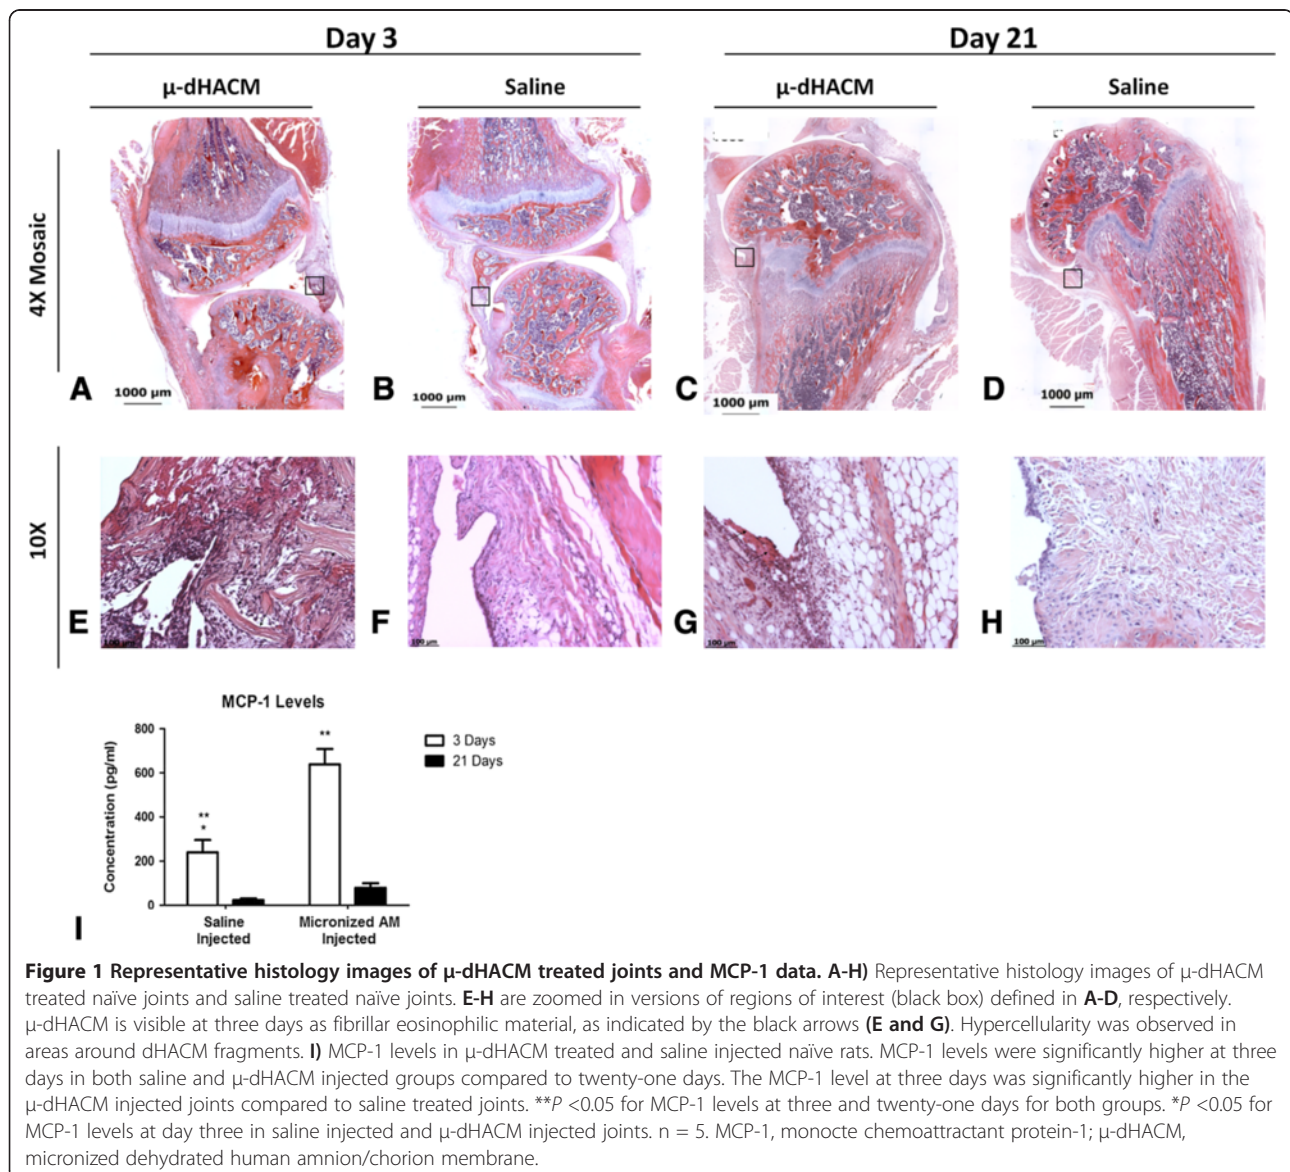 Day 3
Day 21
μ-dHACM
Saline
μ-dHACM
Saline
4X Mosaic
A
1000 μm
B
1000 μm
C
1000 μm
D
1000 μm
10X
E
100 μm
F
100 μm
G
100 μm
H
100 μm
MCP-1 Levels
Concentration (pg/ml)
800
600
400
200
0
**
*
**
3 Days
21 Days
Saline
Injected
Micronized AM
Injected
I
Figure 1 Representative histology images of μ-dHACM treated joints and MCP-1 data. A-H) Representative histology images of μ-dHACM
treated naïve joints and saline treated naïve joints. E-H are zoomed in versions of regions of interest (black box) defined in A-D, respectively.
μ-dHACM is visible at three days as fibrillar eosinophilic material, as indicated by the black arrows (E and G). Hypercellularity was observed in
areas around dHACM fragments. I) MCP-1 levels in μ-dHACM treated and saline injected naïve rats. MCP-1 levels were significantly higher at three
days in both saline and μ-dHACM injected groups compared to twenty-one days. The MCP-1 level at three days was significantly higher in the
μ-dHACM injected joints compared to saline treated joints. **P <0.05 for MCP-1 levels at three and twenty-one days for both groups. *P <0.05 for
MCP-1 levels at day three in saline injected and μ-dHACM injected joints. n = 5. MCP-1, monocte chemoattractant protein-1; μ-dHACM,
micronized dehydrated human amnion/chorion membrane.